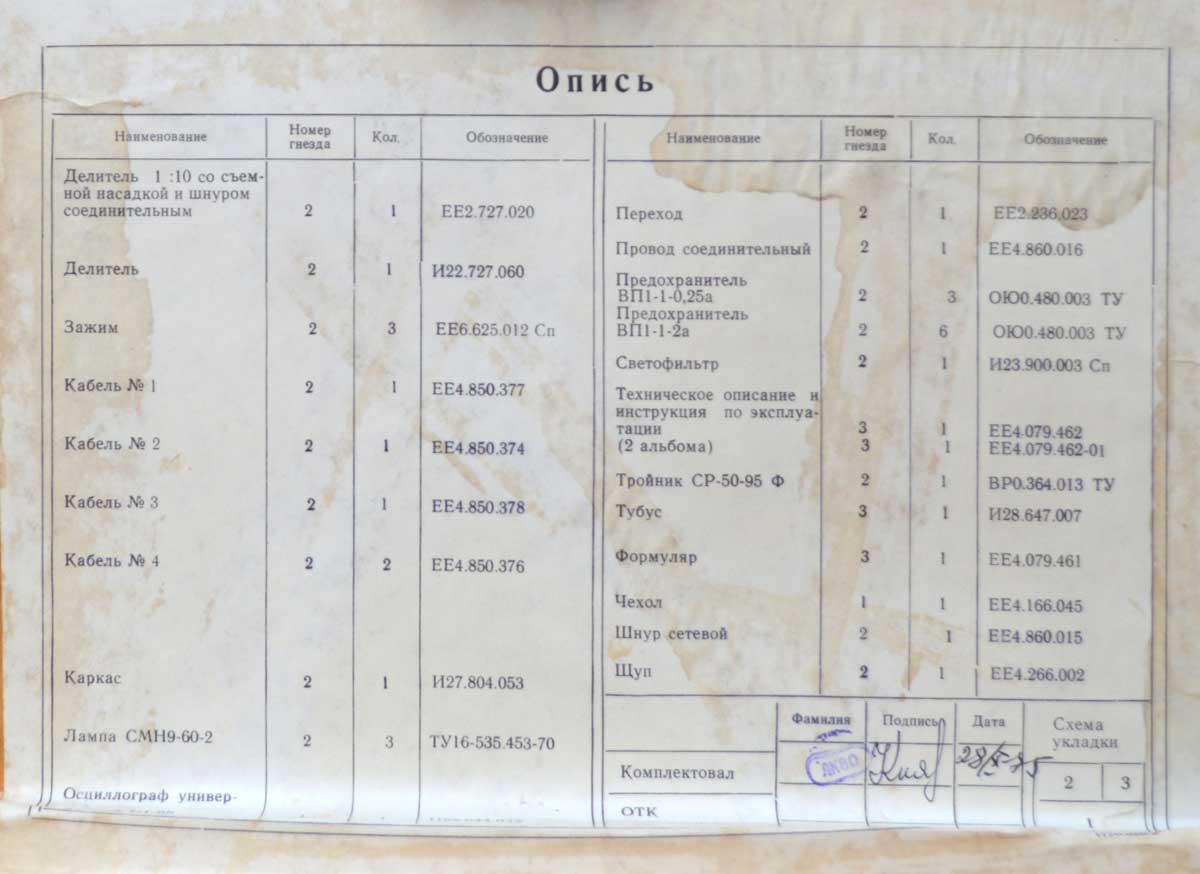 Опись
Наименование Номер гнезда Кол. Обозначение
Делитель 1 :10 со съем-
ной насадкой и шнуром
соединительным 2 1 ЕЕ2.727.020
Делитель 2 1 И22.727.060
Зажим 2 3 ЕЕ6.625.012 Сп
Кабель № 1 2 1 ЕЕ4.850.377
Кабель № 2 2 1 ЕЕ4.850.374
Кабель № 3 2 1 ЕЕ4.850.378
Кабель № 4 2 2 ЕЕ4.850.376
Каркас 2 1 И27.804.053
Лампа СМН9-60-2 2 3 ТУ16-535.453-70
Осциллограф универ-
Наименование Номер гнезда Кол. Обозначение
Переход 2 1 ЕЕ2.236.023
Провод соединительный 2 1 ЕЕ4.860.016
Предохранитель
ВП1-1-0,25а 2 3 ОЮ0.480.003 ТУ
Предохранитель
ВП1-1-2а 2 6 ОЮ0.480.003 ТУ
Светофильтр 2 1 И23.900.003 Сп
Техническое описание и
инструкция по эксплуа-
тации 3 1 ЕЕ4.079.462
(2 альбома) 3 1 ЕЕ4.079.462-01
Тройник СР-50-95 Ф 2 1 ВР0.364.013 ТУ
Тубус 3 1 И28.647.007
Формуляр 3 1 ЕЕ4.079.461
Чехол 1 1 ЕЕ4.166.045
Шнур сетевой 2 1 ЕЕ4.860.015
Щуп 2 1 ЕЕ4.266.002
Фамилия Подпись Дата Схема
укладки
Комплектовал 2 3
ОТК 1